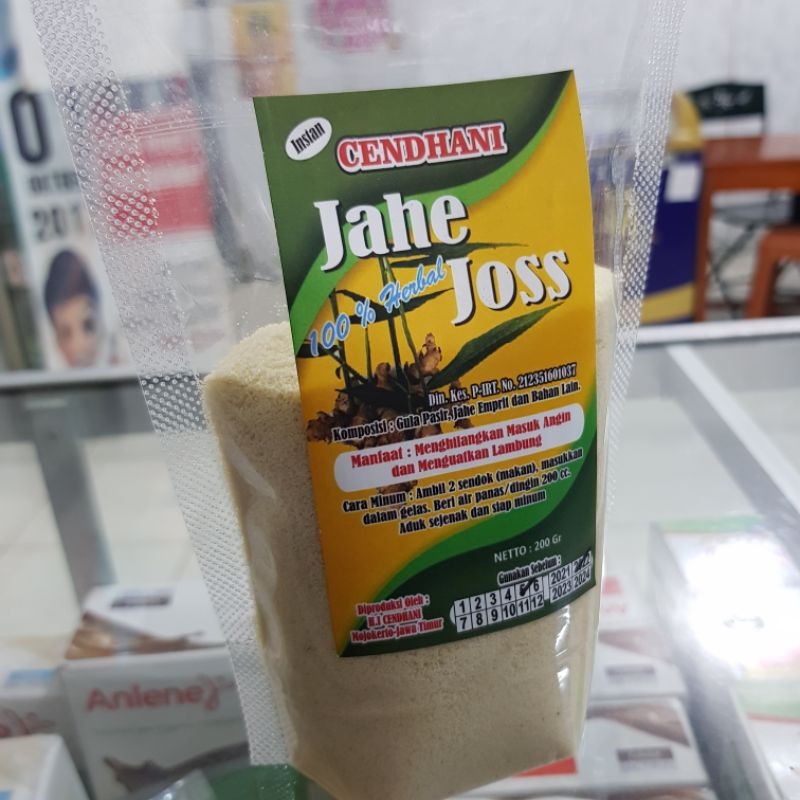 O
201
Instan
CENDHANI
Jahe
Joss
100 % Herbal
Din. Kes. P-IRT. No. 212351601037
Komposisi : Gula Pasir, Jahe Emprit dan Bahan Lain.
Manfaat : Menghilangkan Masuk Angin
dan Menguatkan Lambung
Cara Minum : Ambil 2 sendok (makan), masukkan
dalam gelas. Beri air panas/dingin 200 cc.
Aduk sejenak dan siap minum
NETTO : 200 Gr
Gunakan Sebelum :
1 2 3 4 6 2021
7 8 9 10 11 12 2023 2024
Diproduksi Oleh :
H.J CENDHANI
Mojokerto-Jawa Timur
Anlene